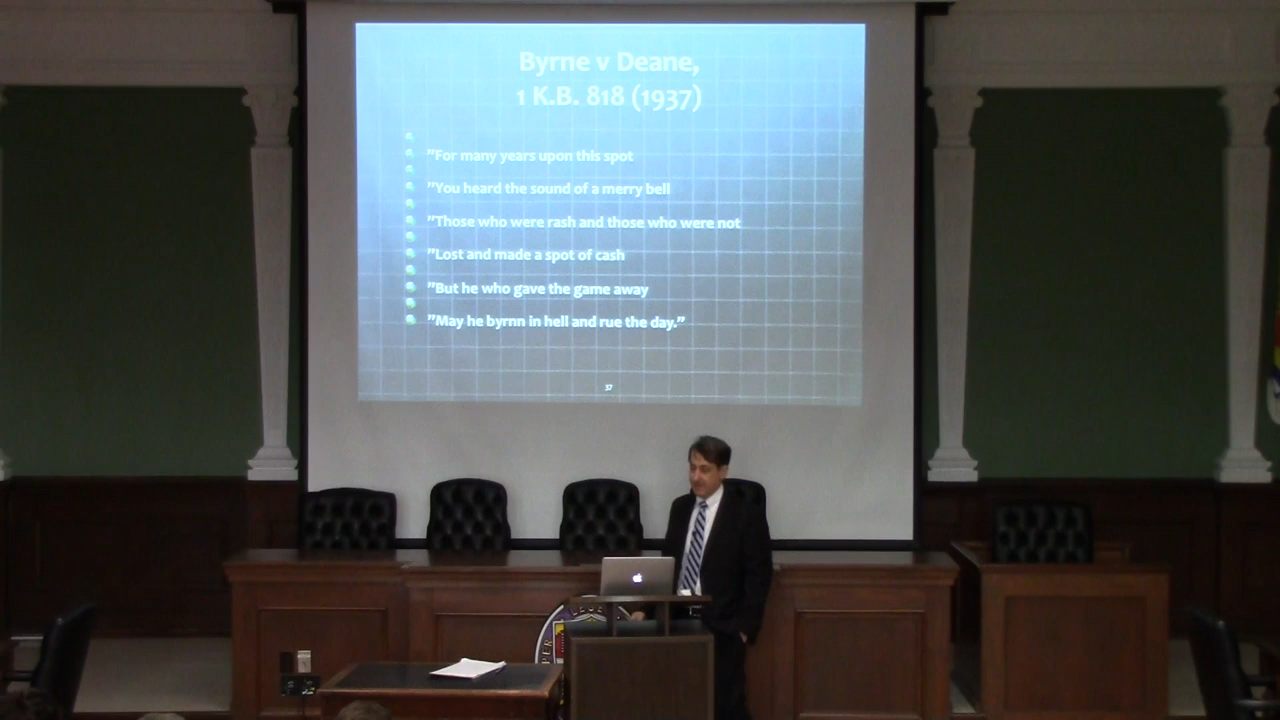 Byrne v Deane,
1 K.B. 818 (1937)
"For many years upon this spot
"You heard the sound of a merry bell
"Those who were rash and those who were not
"Lost and made a spot of cash
"But he who gave the game away
"May he byrnn in hell and rue the day."
37